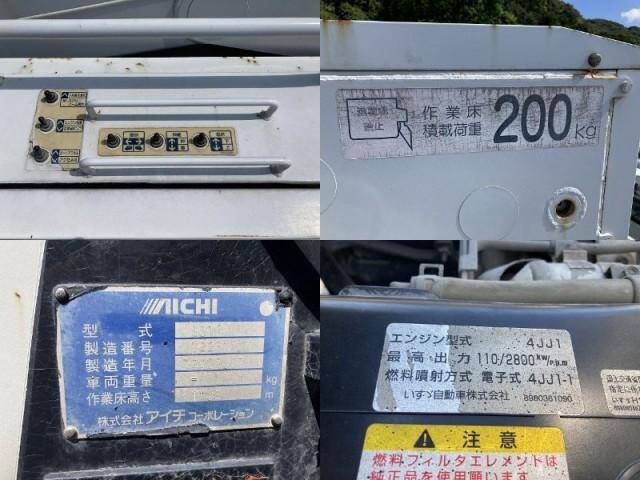 作業床
積載荷重
200kg
AICHI
型式
製造番号
製造年月
車両重量 kg
作業床高さ m
株式会社アイチコーポレーション
エンジン型式 4JJ1
最高出力 110/2800 kW/r.p.m
燃料噴射方式 電子式 4JJ1-1
いすゞ自動車株式会社 8980361090
注意
燃料フィルタエレメントは
純正品を使用願います